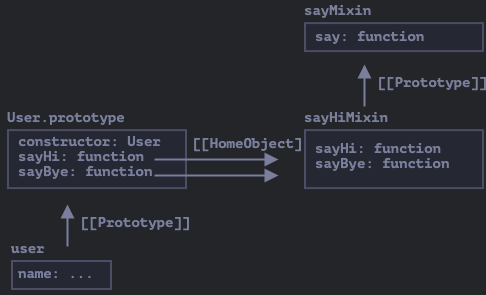 sayMixin
say: function
[[Prototype]]
User.prototype
sayHiMixin
constructor: User
sayHi: function
sayBye: function
[[HomeObject]
sayHi: function
sayBye: function
[[Prototype]]
user
name: ...